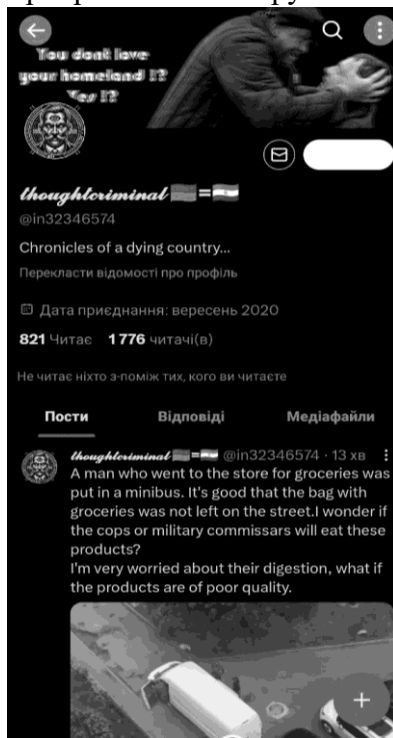 You dont love
your homeland !?
Yes !?
thoughtcriminal =
@in32346574
Chronicles of a dying country...
Перекласти відомості про профіль
Дата приєднання: вересень 2020
821 Читає 1 776 читачі(в)
Не читає ніхто з-поміж тих, кого ви читаєте
Пости Відповіді Медіафайли
thoughtcriminal = @in32346574 · 13 хв
A man who went to the store for groceries was
put in a minibus. It's good that the bag with
groceries was not left on the street.I wonder if
the cops or military commissars will eat these
products?
I'm very worried about their digestion, what if
the products are of poor quality.